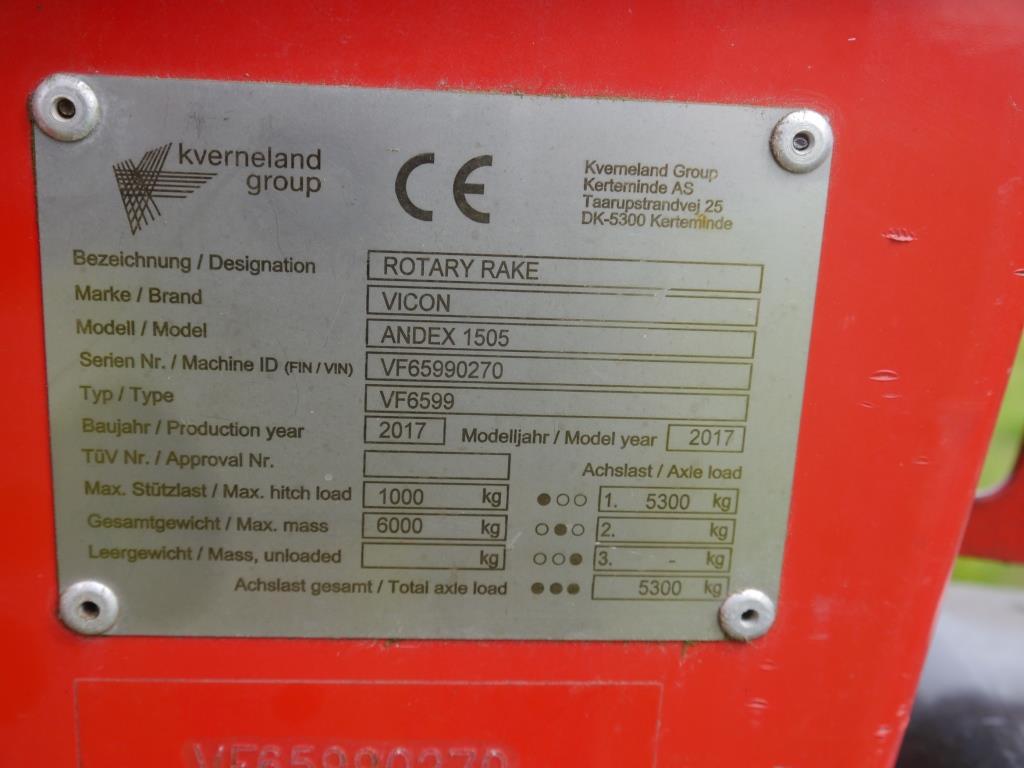 kverneland
group
CE
Kverneland Group
Kerteminde AS
Taarupstrandvej 25
DK-5300 Kerteminde
Bezeichnung / Designation ROTARY RAKE
Marke / Brand VICON
Modell / Model ANDEX 1505
Serien Nr. / Machine ID (FIN / VIN) VF65990270
Typ / Type VF6599
Baujahr / Production year 2017 Modelljahr / Model year 2017
TüV Nr. / Approval Nr. Achslast / Axle load
Max. Stützlast / Max. hitch load 1000 kg ●○○ 1. 5300 kg
Gesamtgewicht / Max. mass 6000 kg ○●○ 2. kg
Leergewicht / Mass, unloaded kg ○○● 3. - kg
Achslast gesamt / Total axle load ●●● 5300 kg
VF65990270